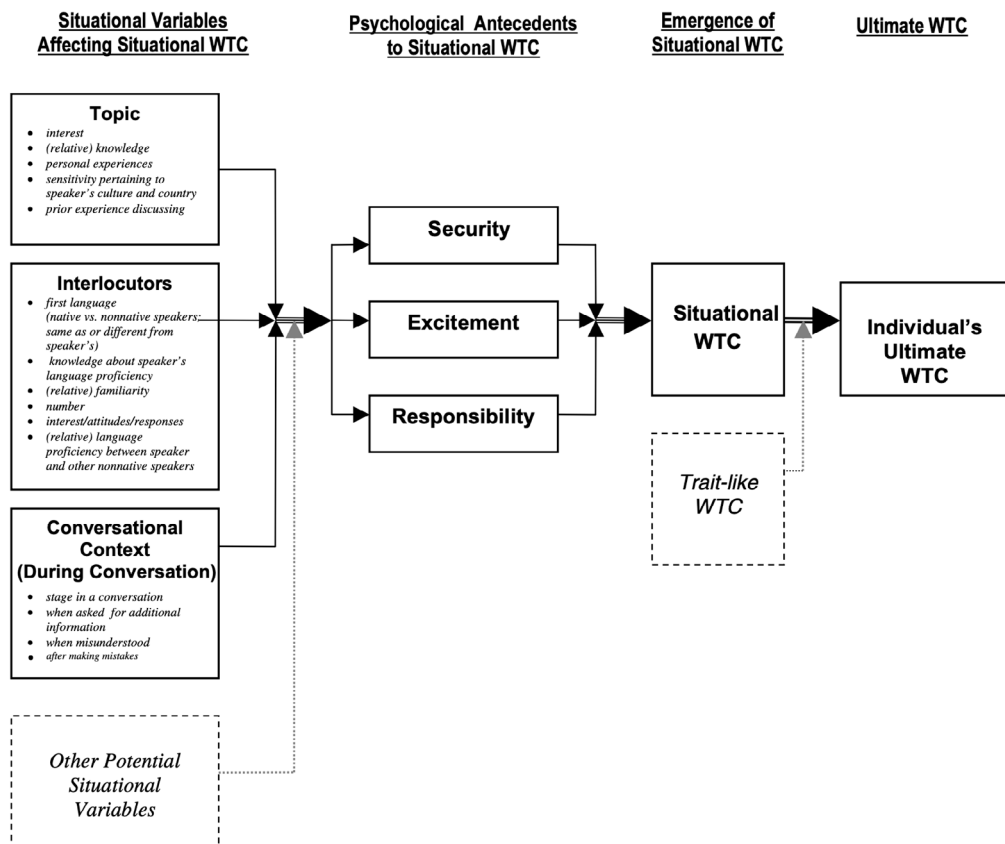 Situational Variables
Affecting Situational WTC
Psychological Antecedents
to Situational WTC
Emergence of
Situational WTC
Ultimate WTC
Topic
• interest
• (relative) knowledge
• personal experiences
• sensitivity pertaining to
speaker's culture and country
• prior experience discussing
Interlocutors
• first language
(native vs. nonnative speakers;
same as or different from
speaker's)
• knowledge about speaker's
language proficiency
• (relative) familiarity
• number
• interest/attitudes/responses
• (relative) language
proficiency between speaker
and other nonnative speakers
Conversational
Context
(During Conversation)
• stage in a conversation
• when asked for additional
information
• when misunderstood
• after making mistakes
Other Potential
Situational
Variables
Security
Excitement
Responsibility
Situational
WTC
Trait-like
WTC
Individual's
Ultimate
WTC